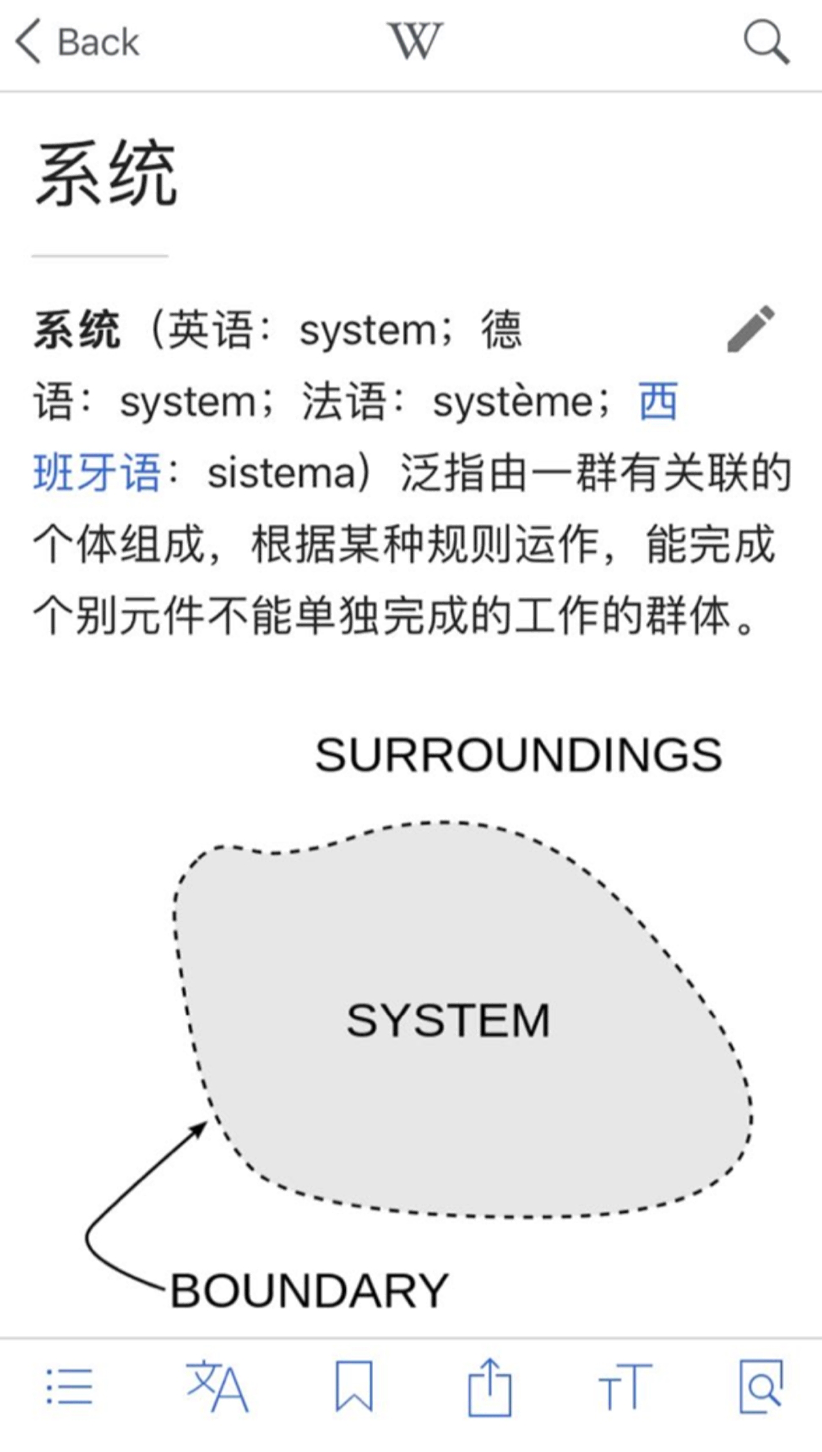 Back
W
系统
系统（英语：system；德
语：system；法语：système；西
班牙语：sistema）泛指由一群有关联的
个体组成，根据某种规则运作，能完成
个别元件不能单独完成的工作的群体。
SURROUNDINGS
SYSTEM
BOUNDARY
文A
TT